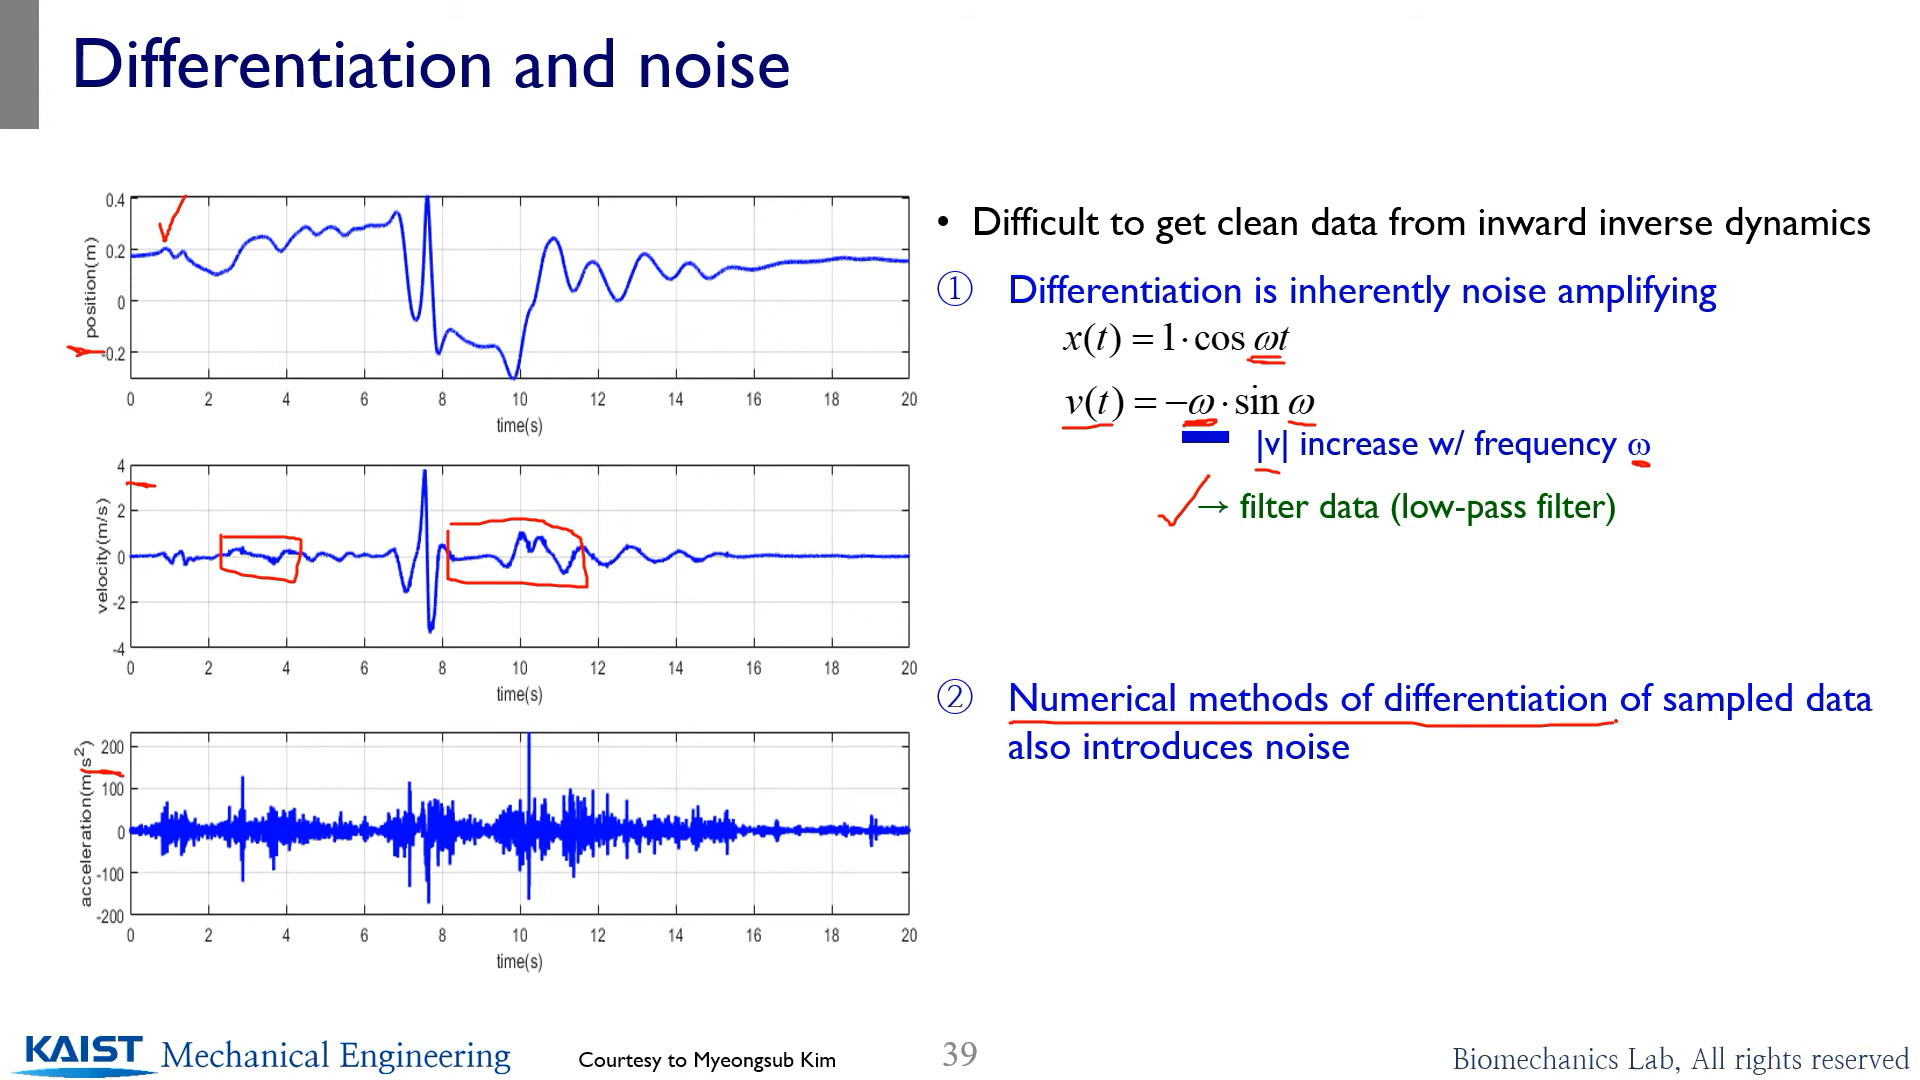 Differentiation and noise
0.4
0.2
0
-0.2
position(m)
0 2 4 6 8 10 12 14 16 18 20
time(s)
4
2
0
-2
-4
velocity(m/s)
0 2 4 6 8 10 12 14 16 18 20
time(s)
200
100
0
-100
-200
acceleration(m/s²)
0 2 4 6 8 10 12 14 16 18 20
time(s)
• Difficult to get clean data from inward inverse dynamics
① Differentiation is inherently noise amplifying
x(t) = 1·cos ωt
v(t) = −ω · sin ω
|v| increase w/ frequency ω
→ filter data (low-pass filter)
② Numerical methods of differentiation of sampled data
also introduces noise
KAIST Mechanical Engineering
Courtesy to Myeongsub Kim
39
Biomechanics Lab, All rights reserved